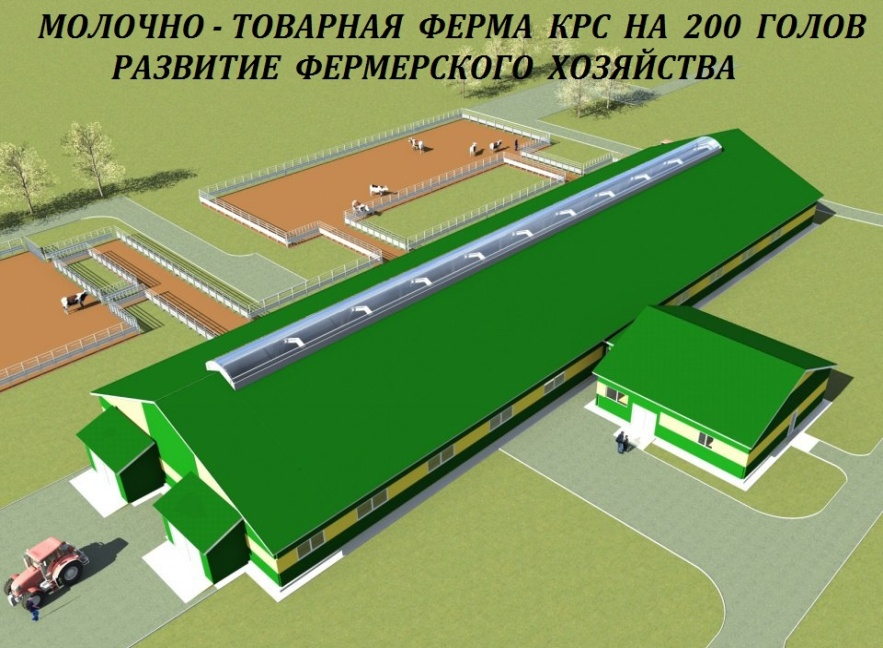 МОЛОЧНО - ТОВАРНАЯ ФЕРМА КРС НА 200 ГОЛОВ
РАЗВИТИЕ ФЕРМЕРСКОГО ХОЗЯЙСТВА